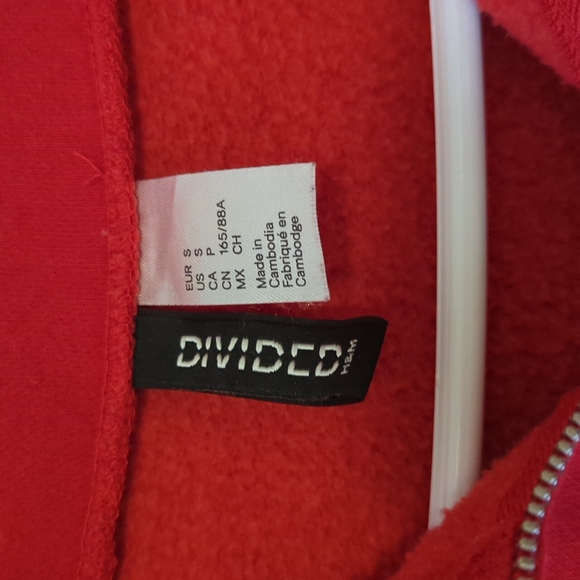 EUR S
US S
CA P
CN 165/88A
MX CH
Made in
Cambodia
Fabriqué en
Cambodge
DIVIDED
H&M